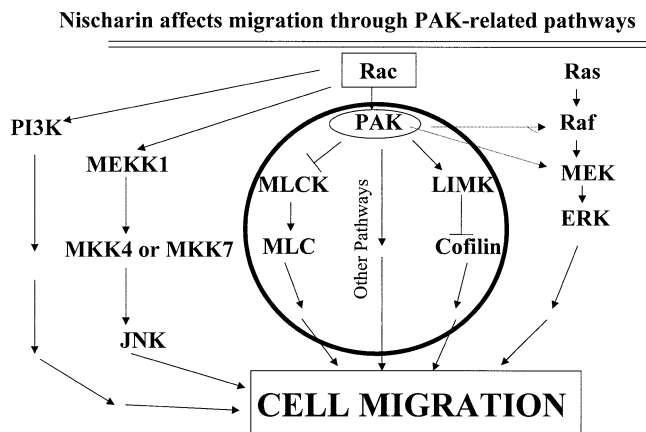 Nischarin affects migration through PAK-related pathways
Rac
Ras
PI3K
PAK
Raf
MEKK1
MLCK
LIMK
MEK
ERK
MKK4 or MKK7
MLC
Other Pathways
Cofilin
JNK
CELL MIGRATION